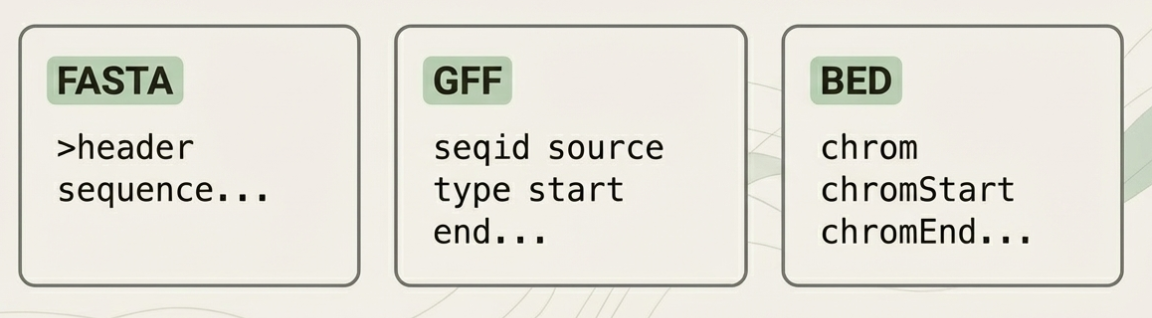 FASTA
>header
sequence...
GFF
seqid source
type start
end...
BED
chrom
chromStart
chromEnd...